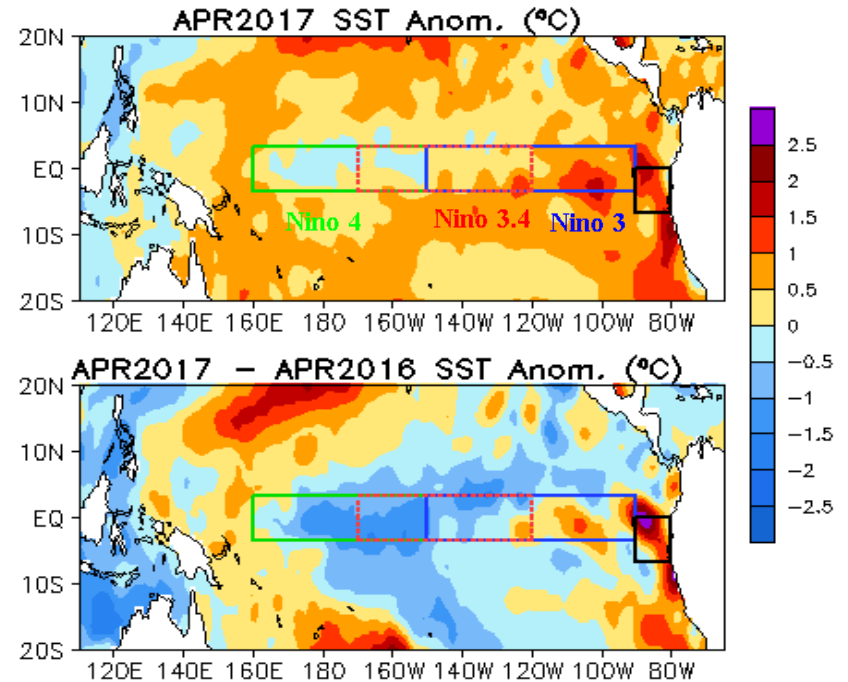 APR2017 SST Anom. (ºC)
20N
10N
EQ
10S
20S
Nino 4
Nino 3.4
Nino 3
120E 140E 160E 180 160W 140W 120W 100W 80W
APR2017 – APR2016 SST Anom. (ºC)
20N
10N
EQ
10S
20S
120E 140E 160E 180 160W 140W 120W 100W 80W
2.5
2
1.5
1
0.5
0
−0.5
−1
−1.5
−2
−2.5